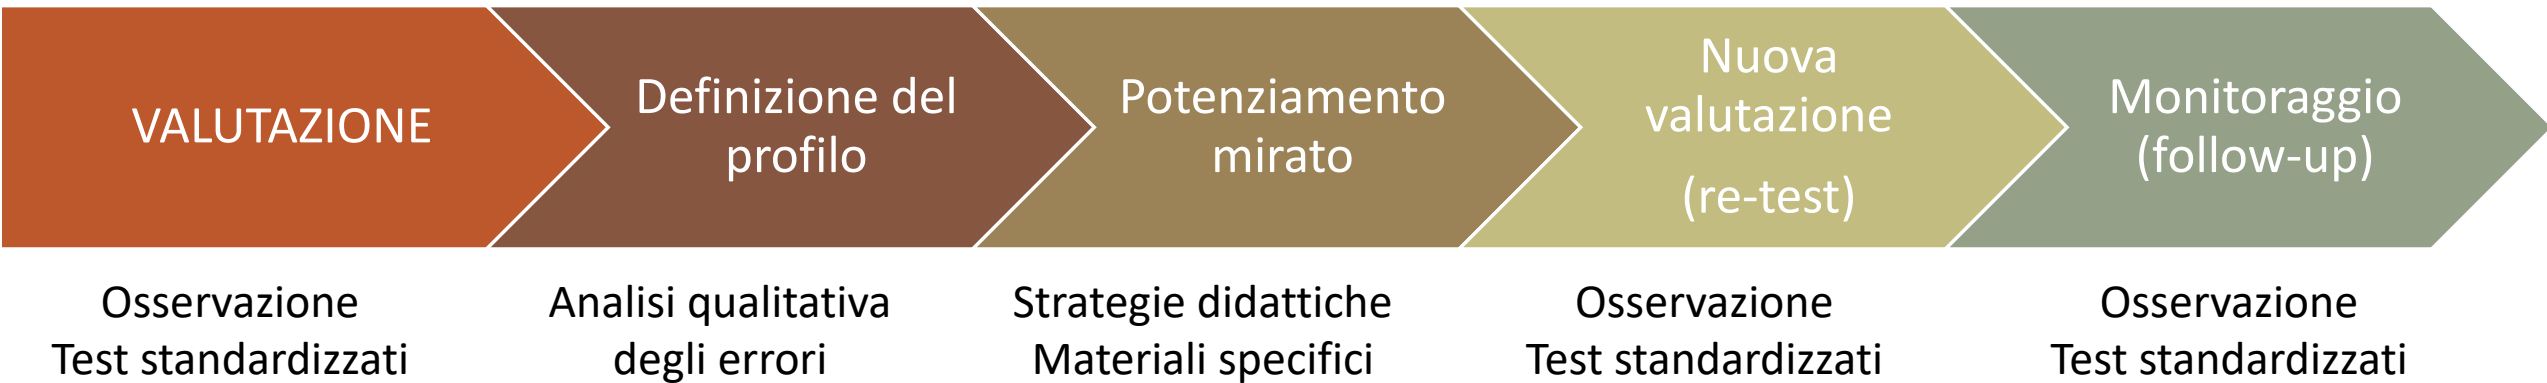 VALUTAZIONE
Definizione del
profilo
Potenziamento
mirato
Nuova
valutazione
(re-test)
Monitoraggio
(follow-up)
Osservazione
Test standardizzati
Analisi qualitativa
degli errori
Strategie didattiche
Materiali specifici
Osservazione
Test standardizzati
Osservazione
Test standardizzati